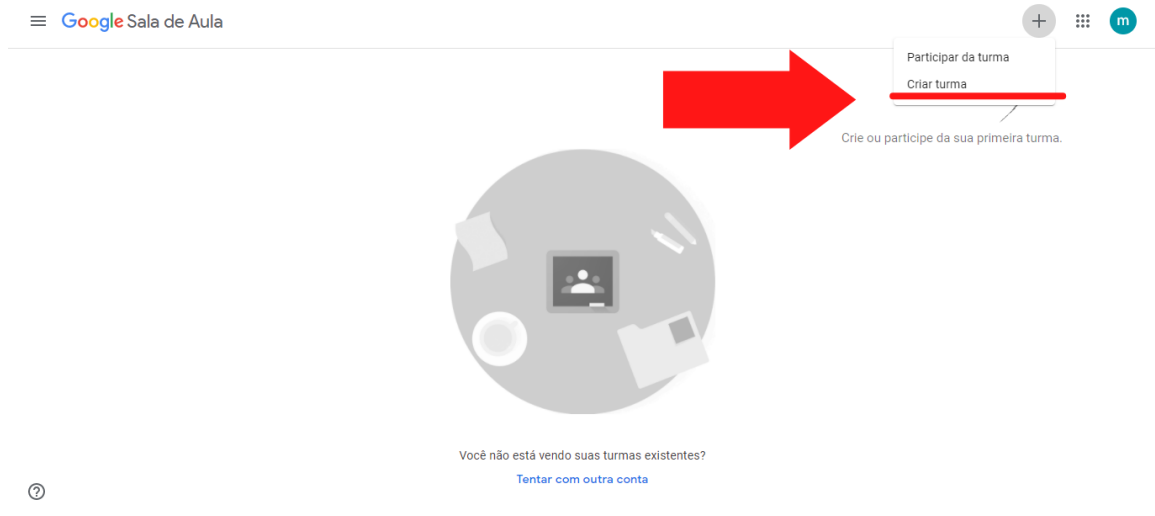 Google Sala de Aula
m
Participar da turma
Criar turma
Crie ou participe da sua primeira turma.
Você não está vendo suas turmas existentes?
Tentar com outra conta